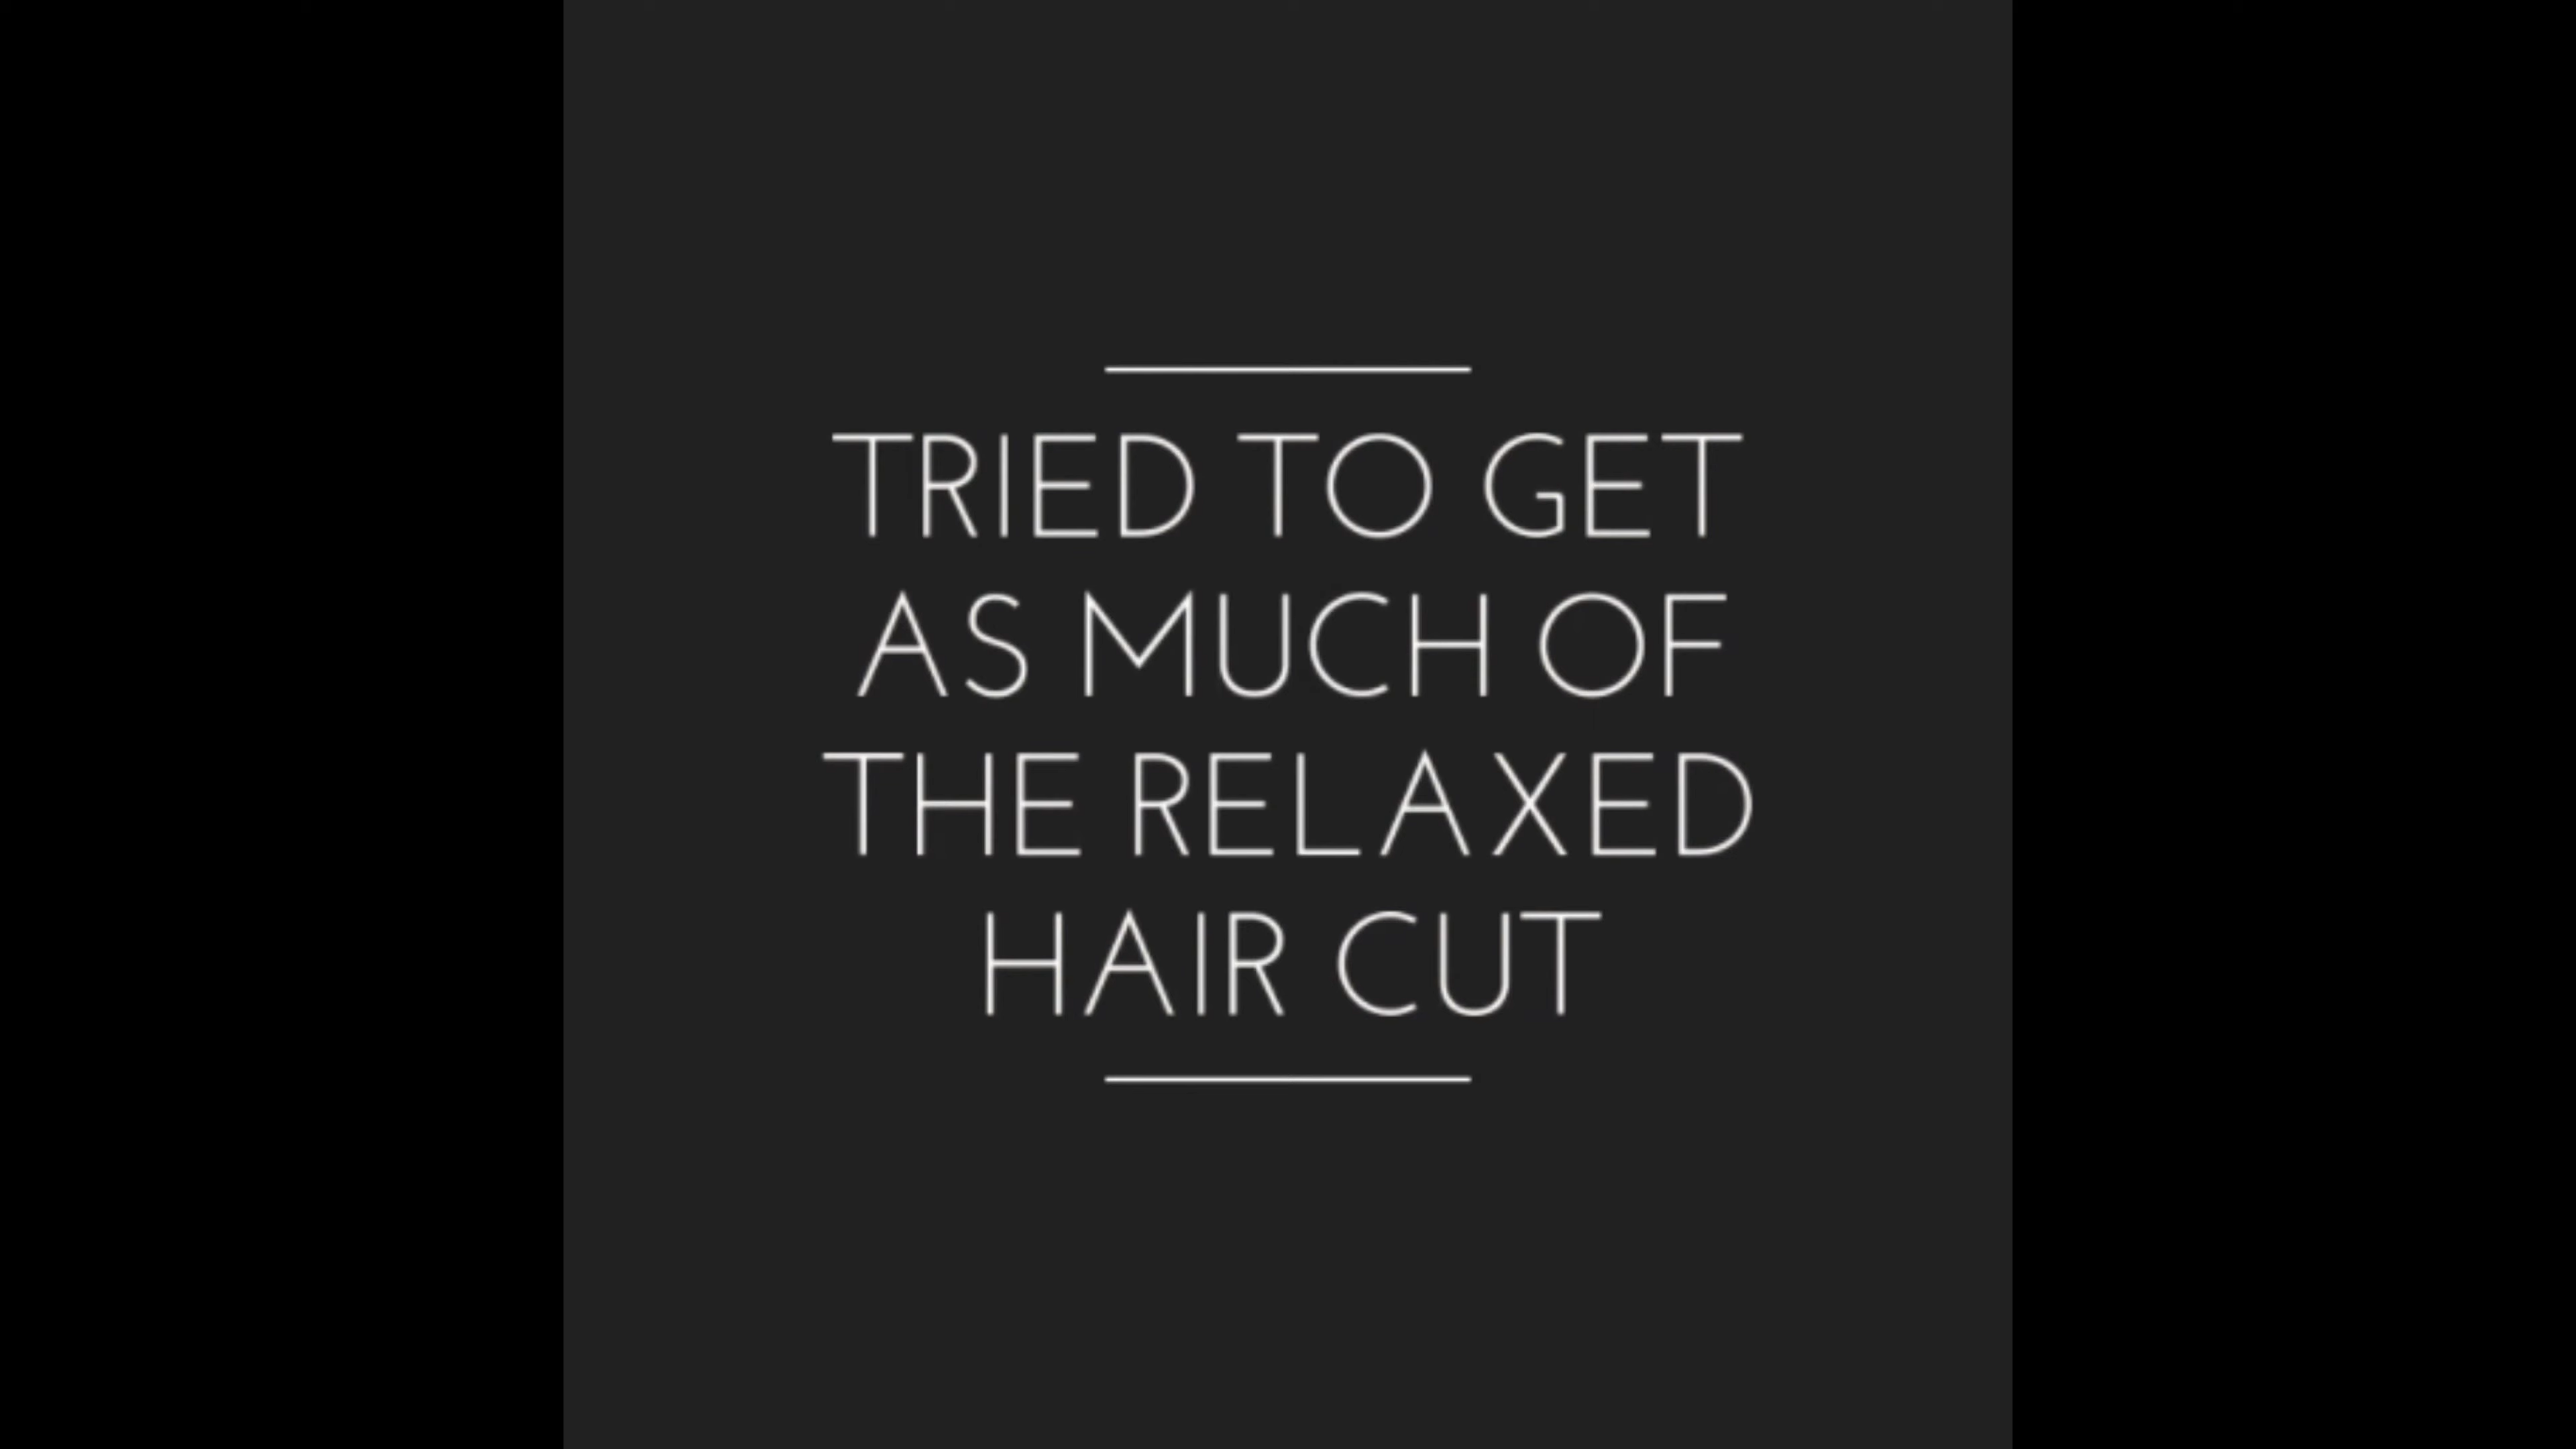 TRIED TO GET
AS MUCH OF
THE RELAXED
HAIR CUT